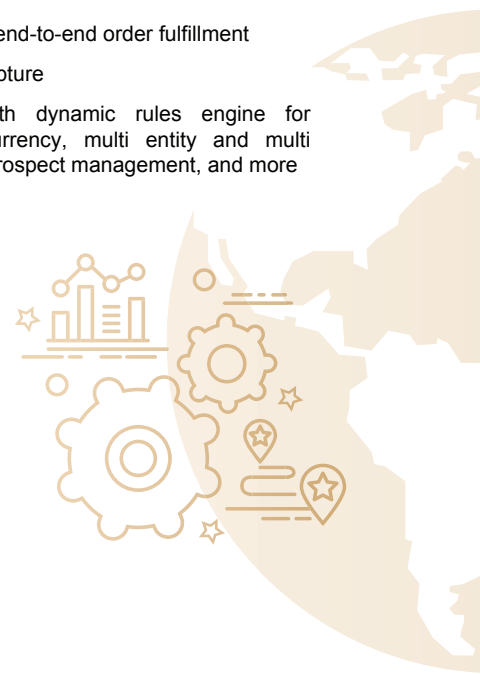 end-to-end order fulfillment
pture
th dynamic rules engine for
urrency, multi entity and multi
rospect management, and more